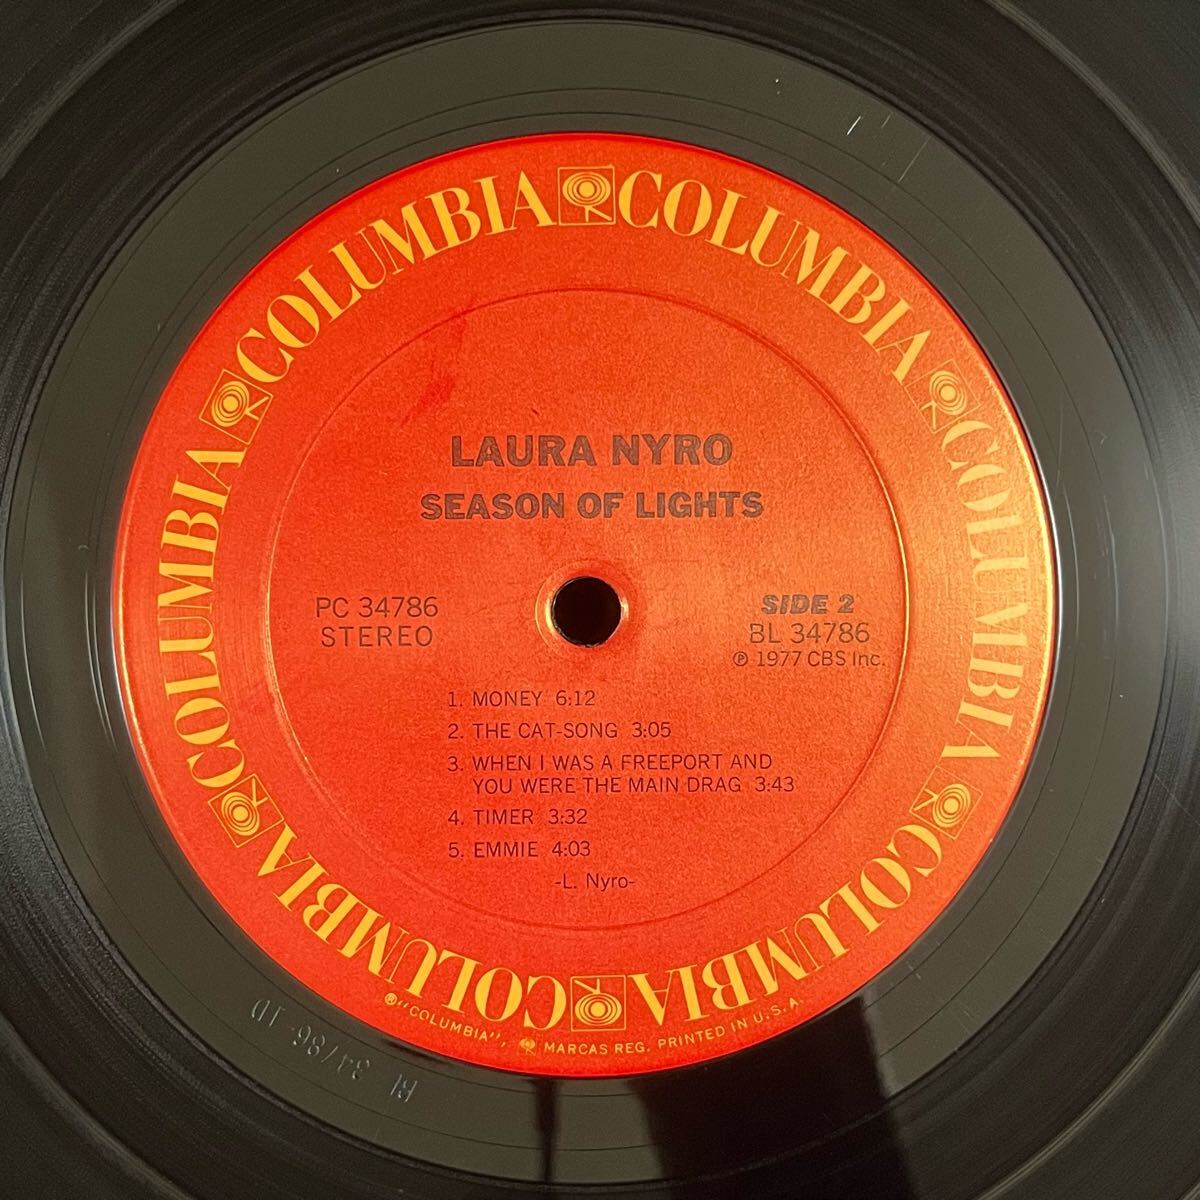 COLUMBIA COLUMBIA COLUMBIA COLUMBIA COLUMBIA COLUMBIA
LAURA NYRO
SEASON OF LIGHTS
PC 34786
STEREO
SIDE 2
BL 34786
℗ 1977 CBS Inc.
1. MONEY 6:12
2. THE CAT-SONG 3:05
3. WHEN I WAS A FREEPORT AND
YOU WERE THE MAIN DRAG 3:43
4. TIMER 3:32
5. EMMIE 4:03
-L. Nyro-
®"COLUMBIA", MARCAS REG. PRINTED IN U.S.A.
BL 34786 1D